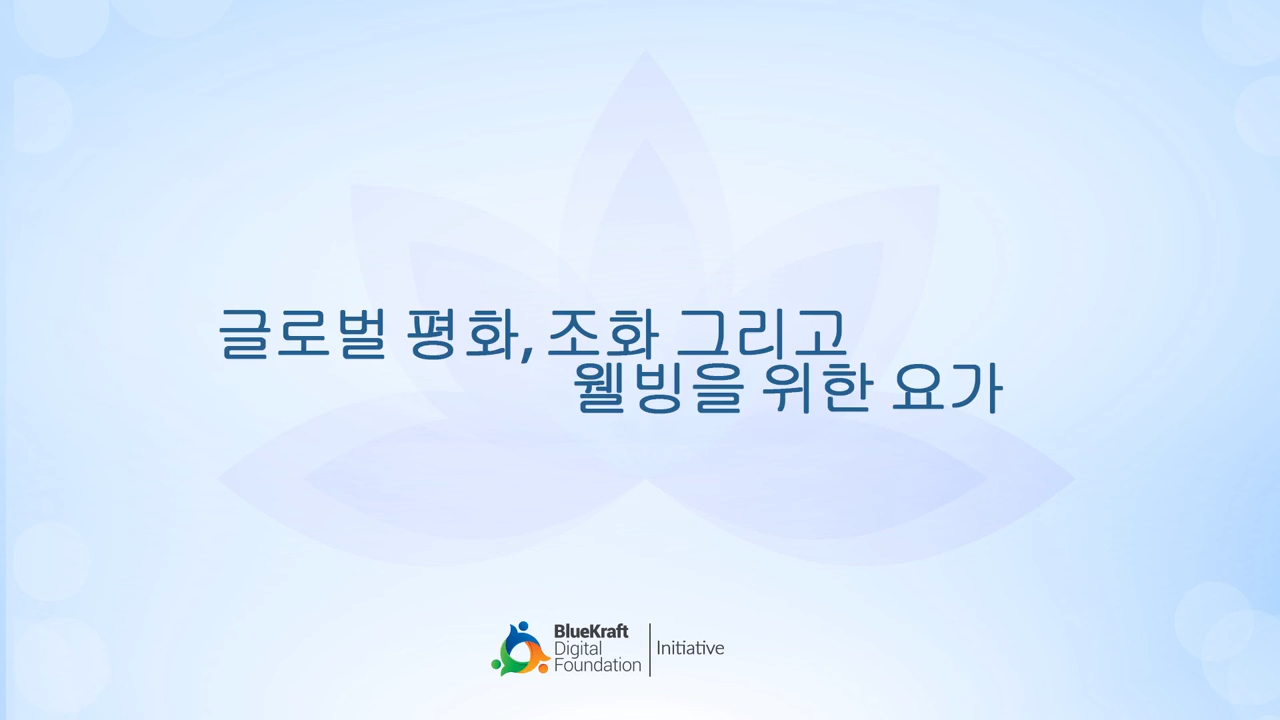 글로벌 평화, 조화 그리고
웰빙을 위한 요가
BlueKraft
Digital
Foundation
Initiative